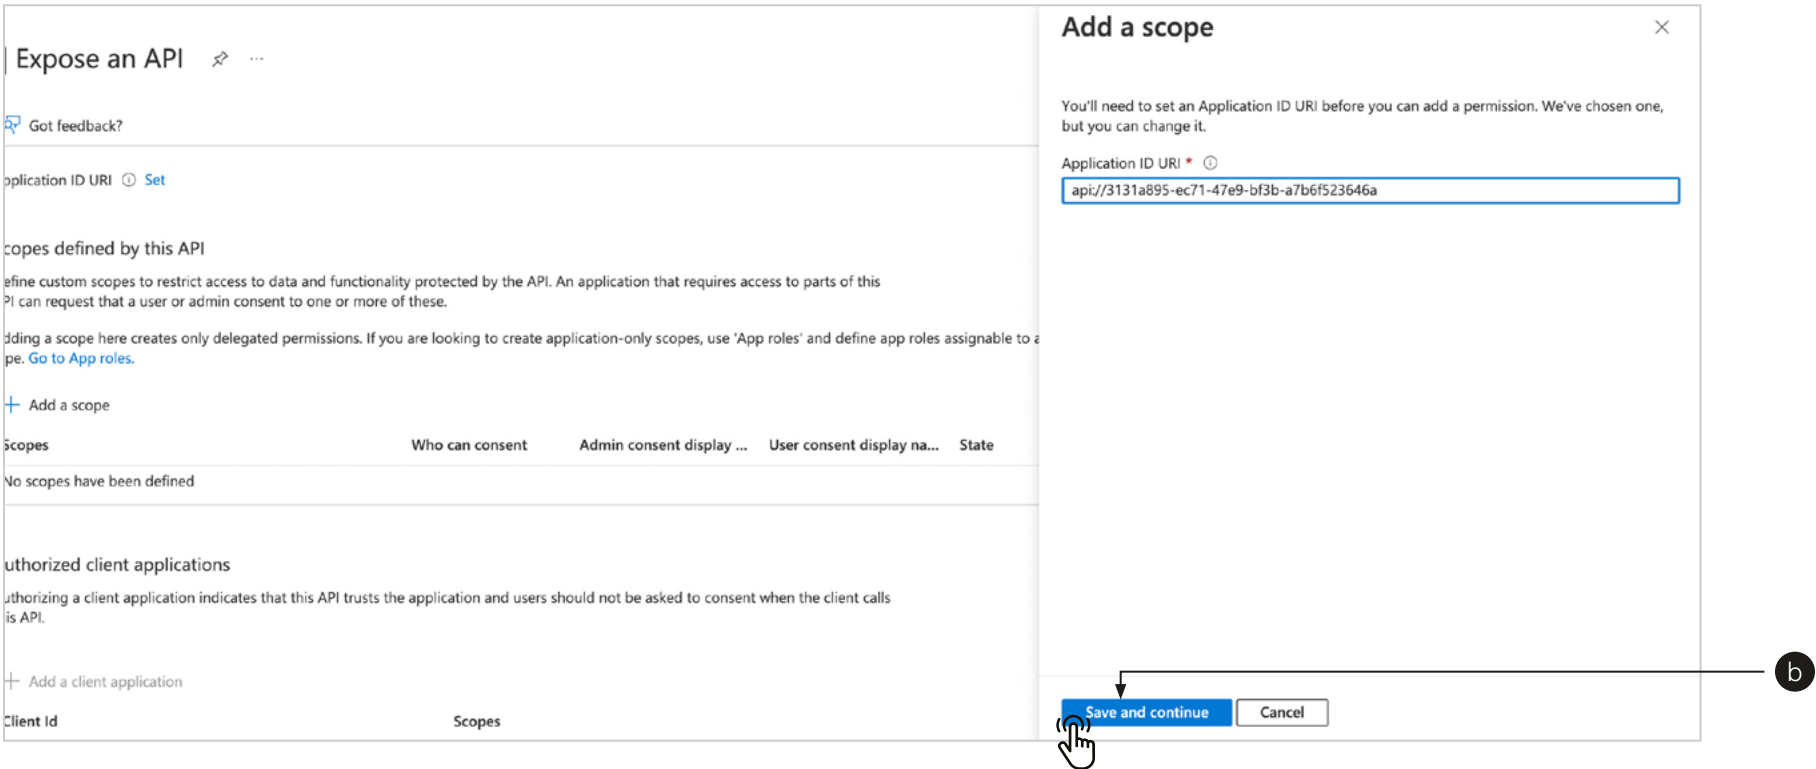 Expose an API
Got feedback?
pplication ID URI Set
copes defined by this API
efine custom scopes to restrict access to data and functionality protected by the API. An application that requires access to parts of this
PI can request that a user or admin consent to one or more of these.
dding a scope here creates only delegated permissions. If you are looking to create application-only scopes, use 'App roles' and define app roles assignable to a
pe. Go to App roles.
Add a scope
Scopes Who can consent Admin consent display ... User consent display na... State
No scopes have been defined
uthorized client applications
uthorizing a client application indicates that this API trusts the application and users should not be asked to consent when the client calls
is API.
Add a client application
Client Id Scopes
Add a scope
You'll need to set an Application ID URI before you can add a permission. We've chosen one,
but you can change it.
Application ID URI *
api://3131a895-ec71-47e9-bf3b-a7b6f523646a
Save and continue Cancel
b